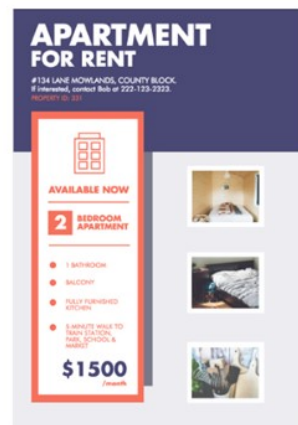 APARTMENT
FOR RENT
#134 LANE MOWLANDS, COUNTY BLOCK.
If interested, contact Bob at 222-123-2323.
PROPERTY ID: 221
AVAILABLE NOW
2 BEDROOM
APARTMENT
1 BATHROOM
BALCONY
FULLY FURNISHED
KITCHEN
5 MINUTE WALK TO
TRAIN STATION,
PARK, SCHOOL &
MARKET
$1500
/month